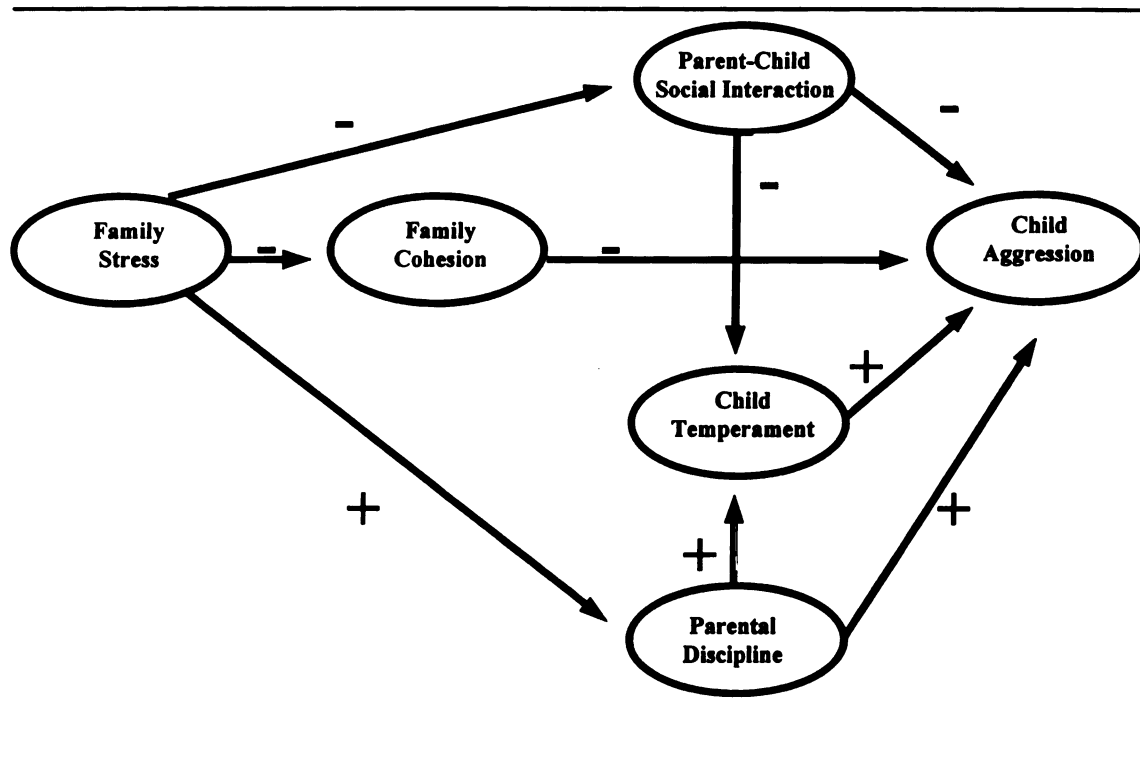 Parent-Child
Social Interaction
-
-
-
Family
Stress
-
Family
Cohesion
-
Child
Aggression
Child
Temperament
+
+
+
+
Parental
Discipline